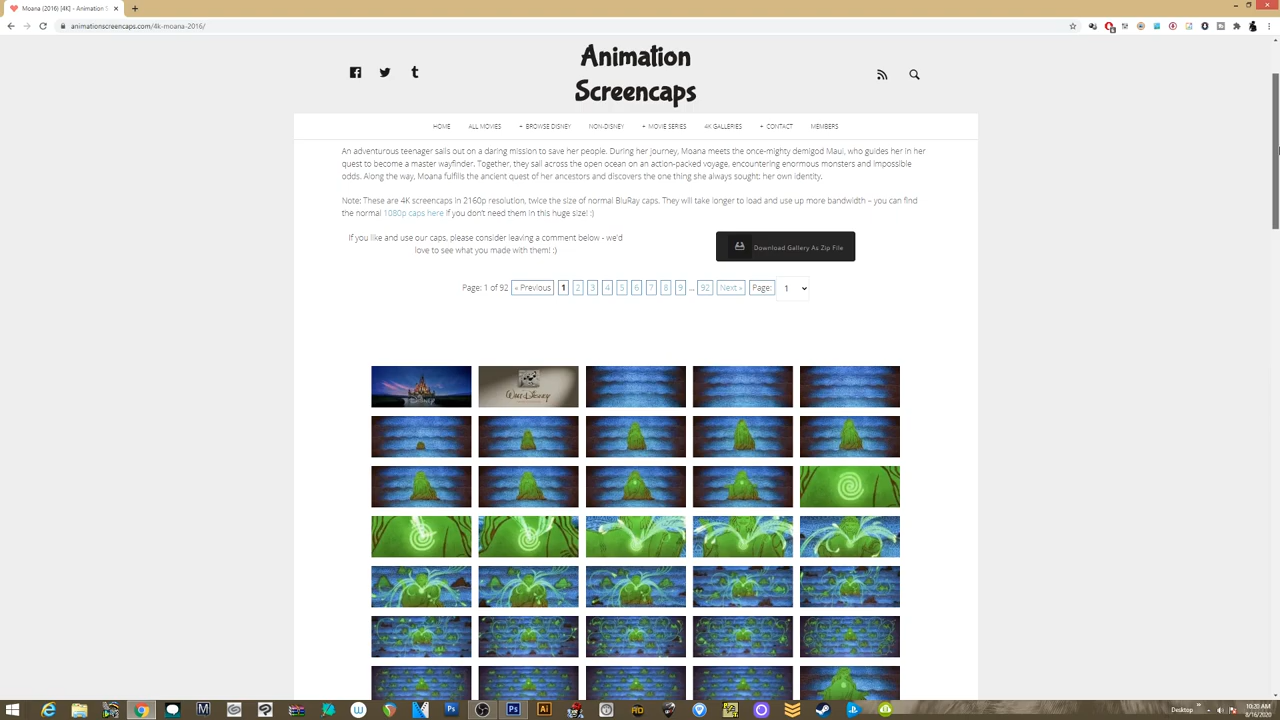 Moana (2016) [4K] - Animation S
animationscreencaps.com/4k-moana-2016/
Animation
Screencaps
HOME ALL MOVIES + BROWSE DISNEY NON-DISNEY + MOVIE SERIES 4K GALLERIES + CONTACT MEMBERS
An adventurous teenager sails out on a daring mission to save her people. During her journey, Moana meets the once-mighty demigod Maui, who guides her in her
quest to become a master wayfinder. Together, they sail across the open ocean on an action-packed voyage, encountering enormous monsters and impossible
odds. Along the way, Moana fulfills the ancient quest of her ancestors and discovers the one thing she always sought: her own identity.
Note: These are 4K screencaps in 2160p resolution, twice the size of normal BluRay caps. They will take longer to load and use up more bandwidth – you can find
the normal 1080p caps here if you don't need them in this huge size! :)
If you like and use our caps, please consider leaving a comment below - we'd
love to see what you made with them! :)
Download Gallery As Zip File
Page: 1 of 92 « Previous 1 2 3 4 5 6 7 8 9 ... 92 Next » Page: 1
Walt Disney
Desktop
10:20 AM
8/16/2020